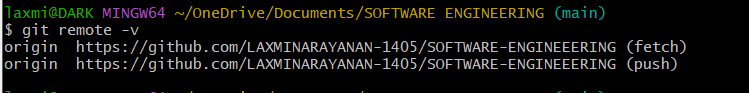 laxmi@DARK MINGW64 ~/OneDrive/Documents/SOFTWARE ENGINEERING (main)
$ git remote -v
origin  https://github.com/LAXMINARAYANAN-1405/SOFTWARE-ENGINEEERING (fetch)
origin  https://github.com/LAXMINARAYANAN-1405/SOFTWARE-ENGINEEERING (push)